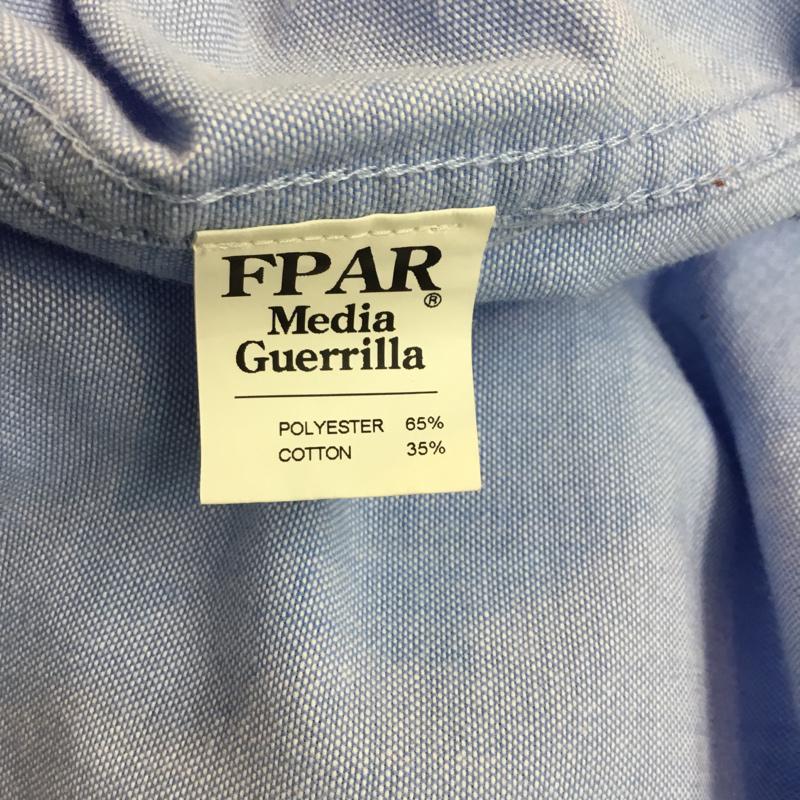 FPAR®
Media
Guerrilla
POLYESTER 65%
COTTON 35%